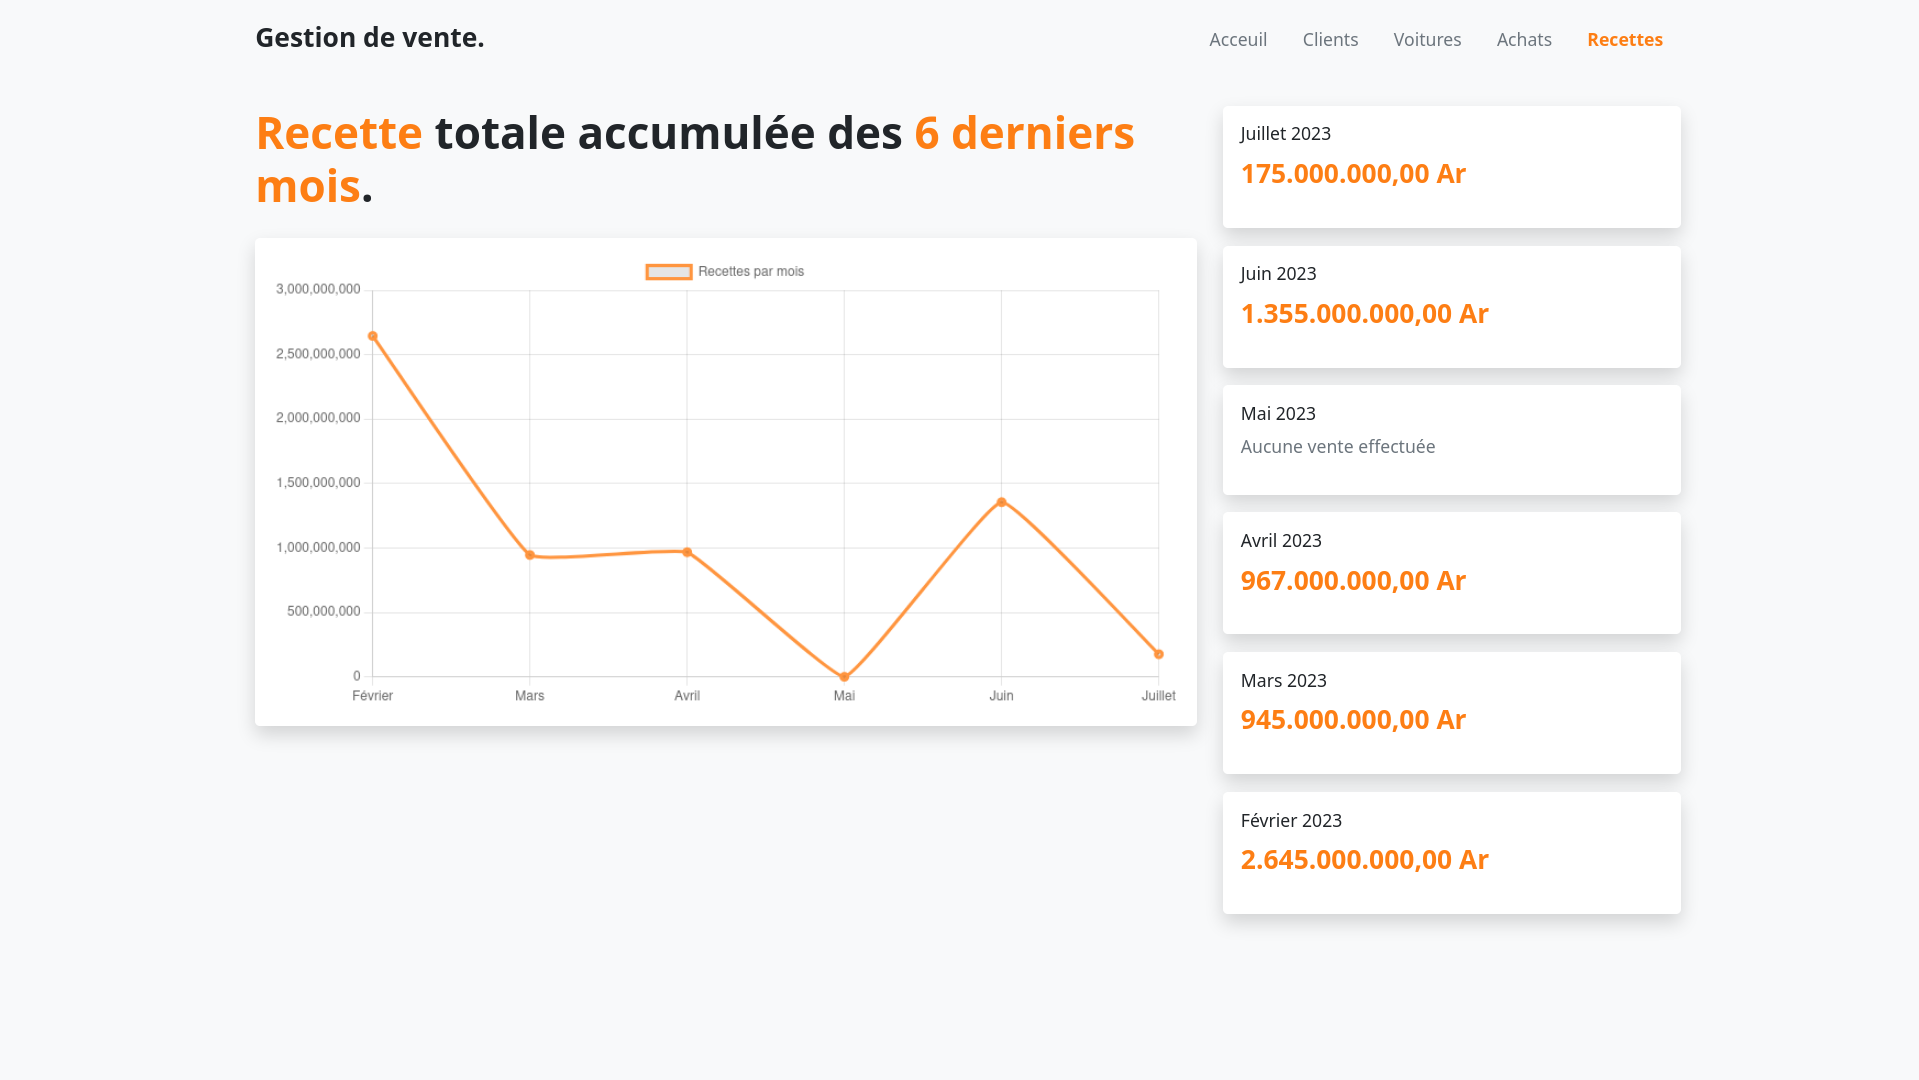 Gestion de vente.
Acceuil Clients Voitures Achats Recettes
Recette totale accumulée des 6 derniers
mois.
Recettes par mois
3,000,000,000
2,500,000,000
2,000,000,000
1,500,000,000
1,000,000,000
500,000,000
0
Février Mars Avril Mai Juin Juillet
Juillet 2023
175.000.000,00 Ar
Juin 2023
1.355.000.000,00 Ar
Mai 2023
Aucune vente effectuée
Avril 2023
967.000.000,00 Ar
Mars 2023
945.000.000,00 Ar
Février 2023
2.645.000.000,00 Ar